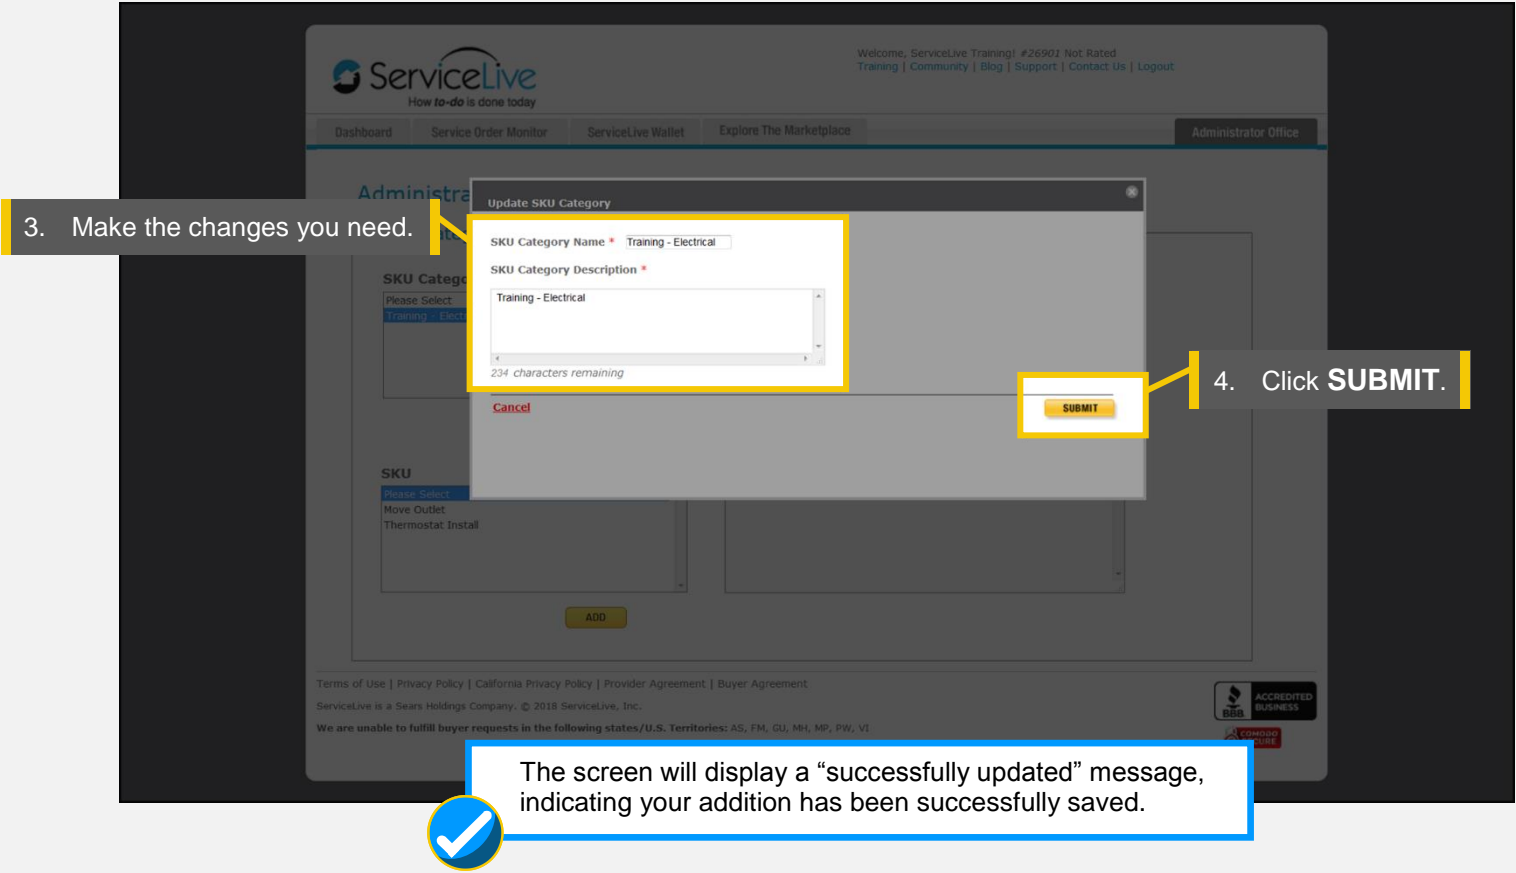 ServiceLive
How to-do is done today
Welcome, ServiceLive Training! #26901 Not Rated
Training | Community | Blog | Support | Contact Us | Logout
Dashboard
Service Order Monitor
ServiceLive Wallet
Explore The Marketplace
Administrator Office
Administra
3. Make the changes you need.
Update SKU Category
SKU Category Name *
Training - Electrical
SKU Category Description *
Training - Electrical
234 characters remaining
Cancel
SUBMIT
4. Click SUBMIT.
SKU Catego
Please Select
Training - Elect
SKU
Please Select
Move Outlet
Thermostat Install
ADD
Terms of Use | Privacy Policy | California Privacy Policy | Provider Agreement | Buyer Agreement
ServiceLive is a Sears Holdings Company. © 2018 ServiceLive, Inc.
We are unable to fulfill buyer requests in the following states/U.S. Territories: AS, FM, GU, MH, MP, PW, VI
BBB
ACCREDITED
BUSINESS
COMODO
The screen will display a “successfully updated” message,
indicating your addition has been successfully saved.